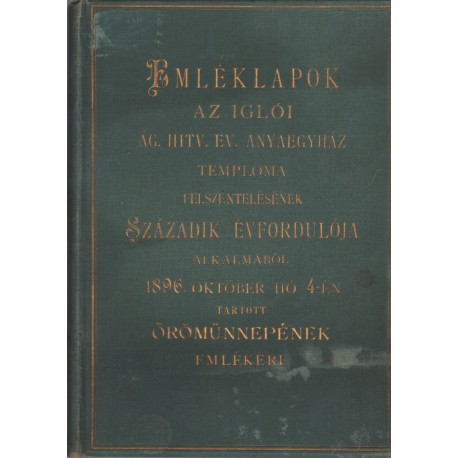 EMLÉKLAPOK
AZ IGLÓI
ÁG. HITV. EV. ANYAEGYHÁZ
TEMPLOMA
FELSZENTELÉSÉNEK
SZÁZADIK ÉVFORDULÓJA
ALKALMÁBÓL
1896. OKTÓBER HÓ 4-ÉN
TARTOTT
ÖRÖMÜNNEPÉNEK
EMLÉKERE